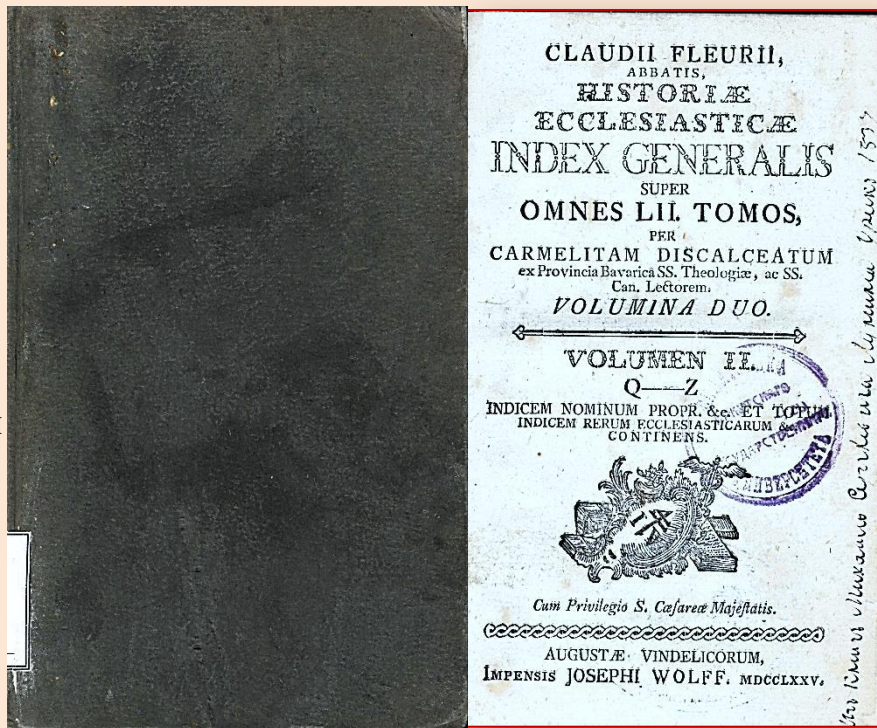 CLAUDII FLEURII,
ABBATIS,
HISTORIÆ
ECCLESIASTICÆ
INDEX GENERALIS
SUPER
OMNES LII. TOMOS,
PER
CARMELITAM DISCALCEATUM
ex Provincia Bavarica SS. Theologiæ, ac SS.
Can. Lectorem.
VOLUMINA DUO.
VOLUMEN II.
Q—Z
INDICEM NOMINUM PROPR. &c. ET TOTUM
INDICEM RERUM ECCLESIASTICARUM &c.
CONTINENS.
Cum Privilegio S. Cæſareæ Majeſtatis.
AUGUSTÆ VINDELICORUM,
IMPENSIS JOSEPHI WOLFF. MDCCLXXV.